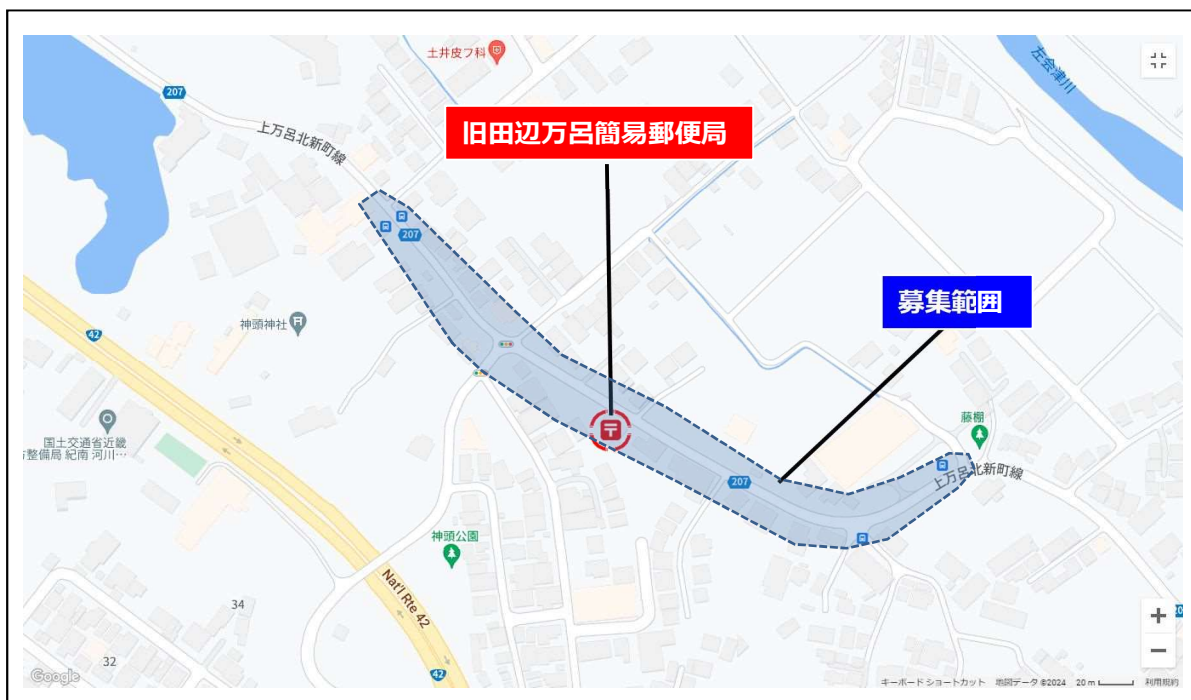 土井皮フ科
左会津川
207
上万呂北新町線
旧田辺万呂簡易郵便局
207
募集範囲
神頭神社
42
藤棚
国土交通省近畿
整備局 紀南 河川…
207
上万呂北新町線
神頭公園
Nat'l Rte 42
34
32
42
Google
キーボード ショートカット 地図データ ©2024 20 m 利用規約